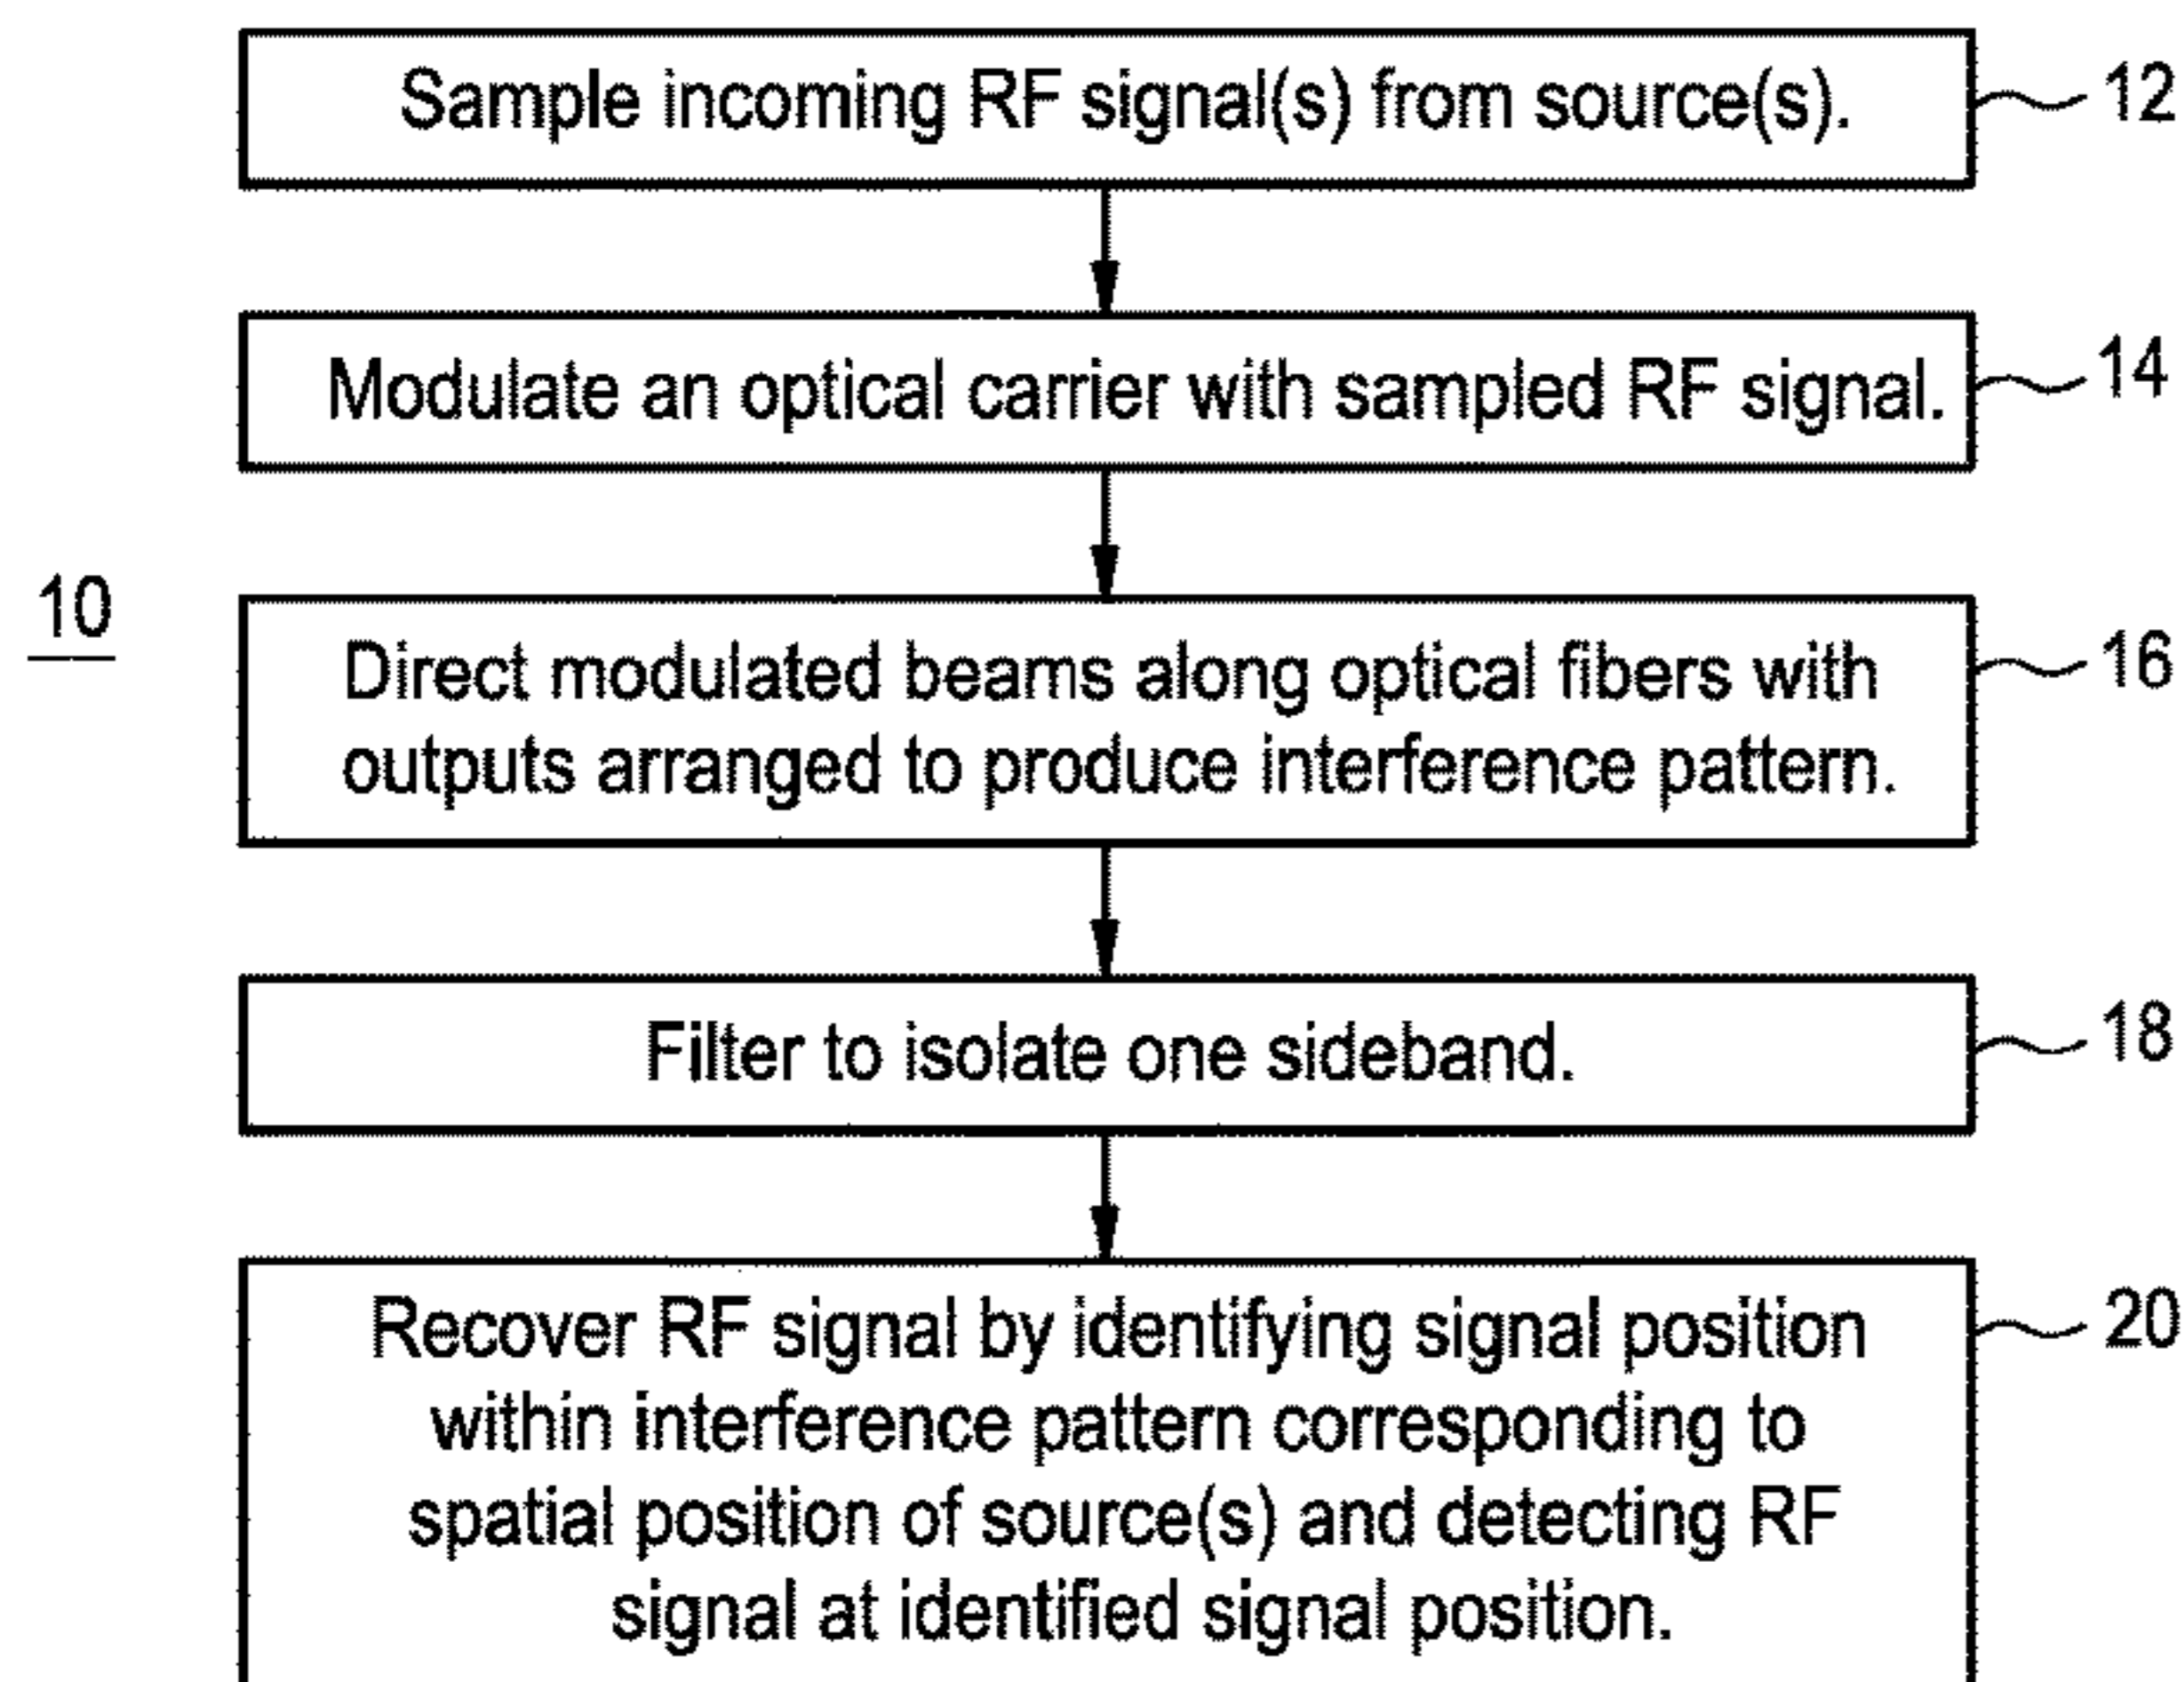 Sample incoming RF signal(s) from source(s).
12
Modulate an optical carrier with sampled RF signal.
14
10
Direct modulated beams along optical fibers with
outputs arranged to produce interference pattern.
16
Filter to isolate one sideband.
18
Recover RF signal by identifying signal position
within interference pattern corresponding to
spatial position of source(s) and detecting RF
signal at identified signal position.
20